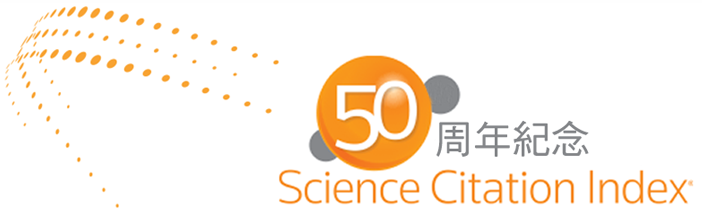 50
周年紀念
Science Citation Index®